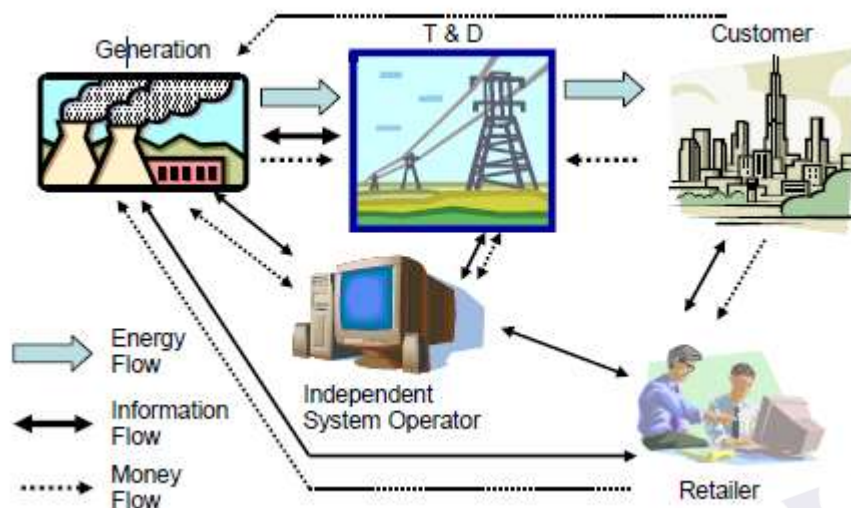 Generation
T & D
Customer
Energy
Flow
Information
Flow
Money
Flow
Independent
System Operator
Retailer